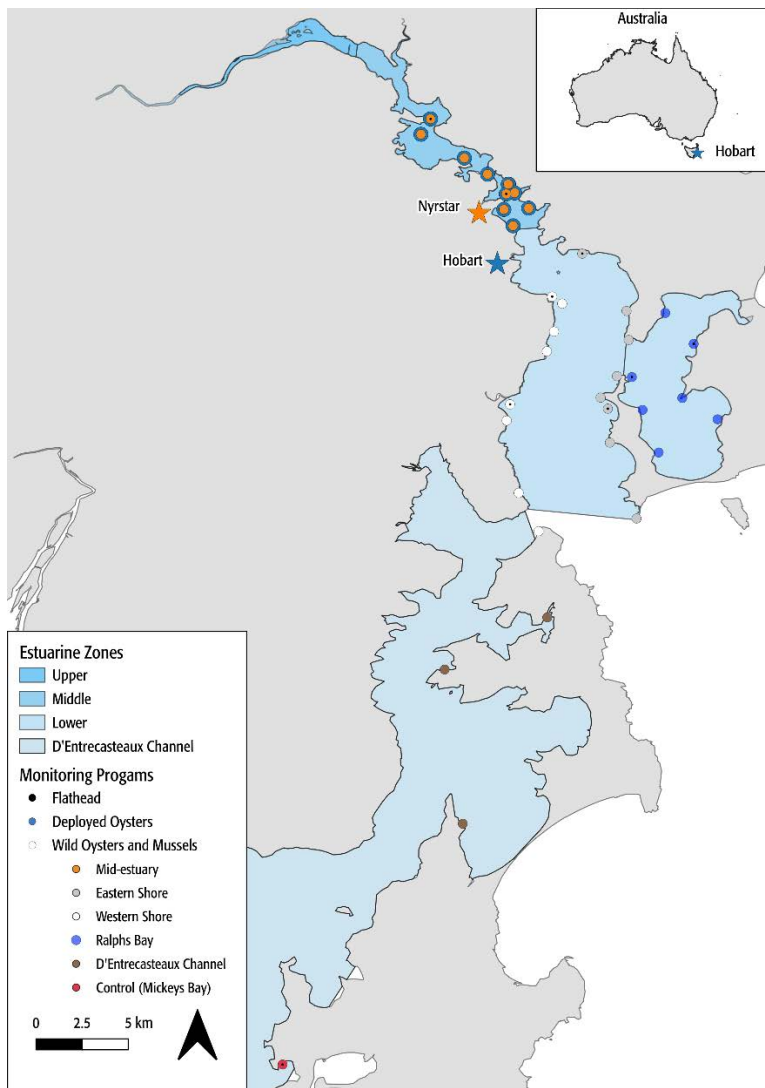 Australia
Hobart
Nyrstar
Hobart
Estuarine Zones
Upper
Middle
Lower
D'Entrecasteaux Channel
Monitoring Progams
Flathead
Deployed Oysters
Wild Oysters and Mussels
Mid-estuary
Eastern Shore
Western Shore
Ralphs Bay
D'Entrecasteaux Channel
Control (Mickeys Bay)
0 2.5 5 km